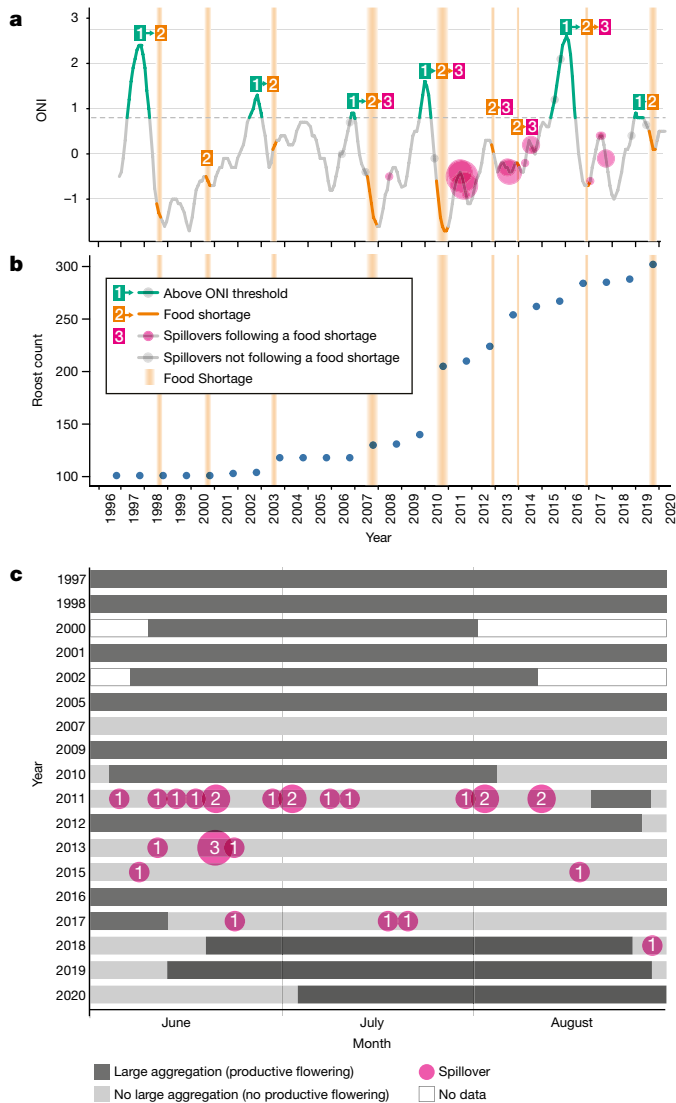 a
1 2
1 2
2
1 2 3
1 2 3
2 3
2 3
1 2 3
1 2
3
2
1
0
−1
ONI
b
300
250
200
150
100
Roost count
1 Above ONI threshold
2 Food shortage
3 Spillovers following a food shortage
Spillovers not following a food shortage
Food Shortage
1996 1997 1998 1999 2000 2001 2002 2003 2004 2005 2006 2007 2008 2009 2010 2011 2012 2013 2014 2015 2016 2017 2018 2019 2020
Year
c
Year
1997
1998
2000
2001
2002
2005
2007
2009
2010
2011 1 1 1 1 2 1 2 1 1 1 2 2
2012
2013 1 3 1
2015 1 1
2016
2017 1 1 1
2018 1
2019
2020
June July August
Month
Large aggregation (productive flowering) Spillover
No large aggregation (no productive flowering) No data